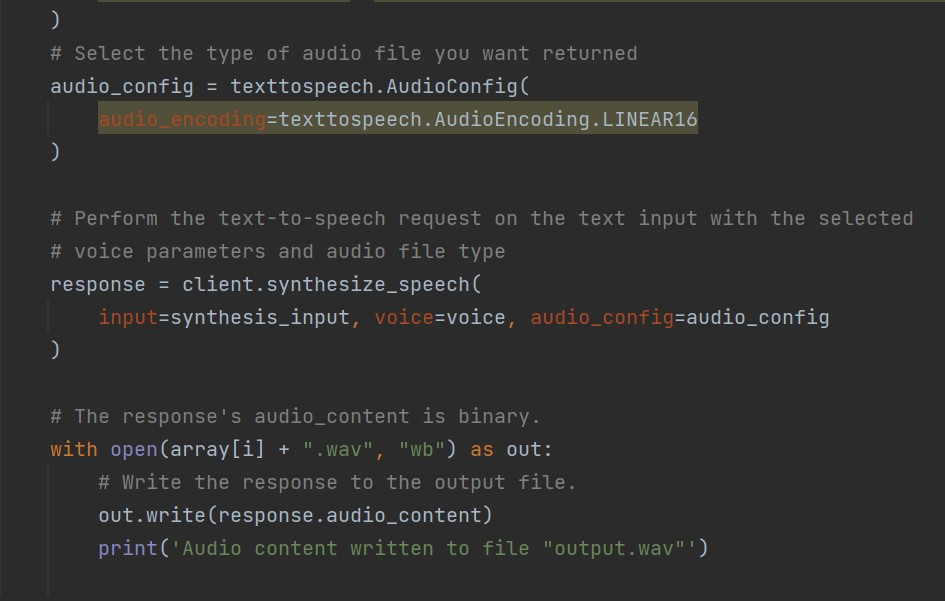 )
# Select the type of audio file you want returned
audio_config = texttospeech.AudioConfig(
    audio_encoding=texttospeech.AudioEncoding.LINEAR16
)

# Perform the text-to-speech request on the text input with the selected
# voice parameters and audio file type
response = client.synthesize_speech(
    input=synthesis_input, voice=voice, audio_config=audio_config
)

# The response's audio_content is binary.
with open(array[i] + ".wav", "wb") as out:
    # Write the response to the output file.
    out.write(response.audio_content)
    print('Audio content written to file "output.wav"')